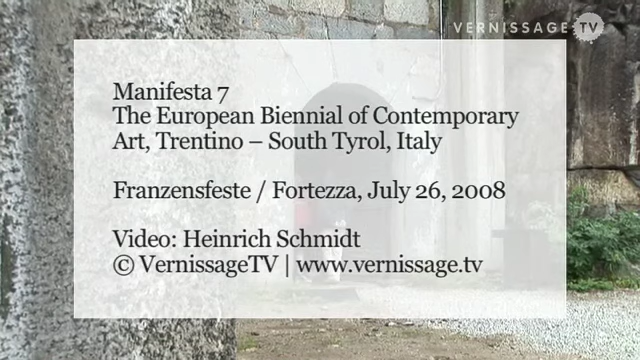 VERNISSAGE TV
Manifesta 7
The European Biennial of Contemporary
Art, Trentino – South Tyrol, Italy
Franzensfeste / Fortezza, July 26, 2008
Video: Heinrich Schmidt
© VernissageTV | www.vernissage.tv